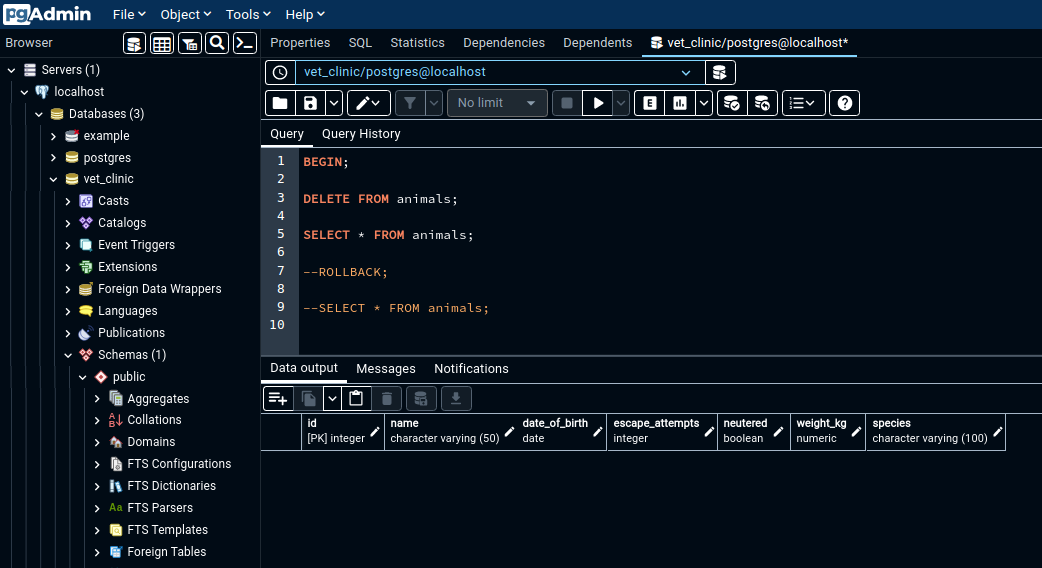 pgAdmin File Object Tools Help
Browser
Properties SQL Statistics Dependencies Dependents vet_clinic/postgres@localhost*
Servers (1)
localhost
Databases (3)
example
postgres
vet_clinic
Casts
Catalogs
Event Triggers
Extensions
Foreign Data Wrappers
Languages
Publications
Schemas (1)
public
Aggregates
Collations
Domains
FTS Configurations
FTS Dictionaries
Aa FTS Parsers
FTS Templates
Foreign Tables
vet_clinic/postgres@localhost
No limit E
Query Query History
1 BEGIN;
2
3 DELETE FROM animals;
4
5 SELECT * FROM animals;
6
7 --ROLLBACK;
8
9 --SELECT * FROM animals;
10
Data output Messages Notifications
id name date_of_birth escape_attempts neutered weight_kg species
[PK] integer character varying (50) date integer boolean numeric character varying (100)